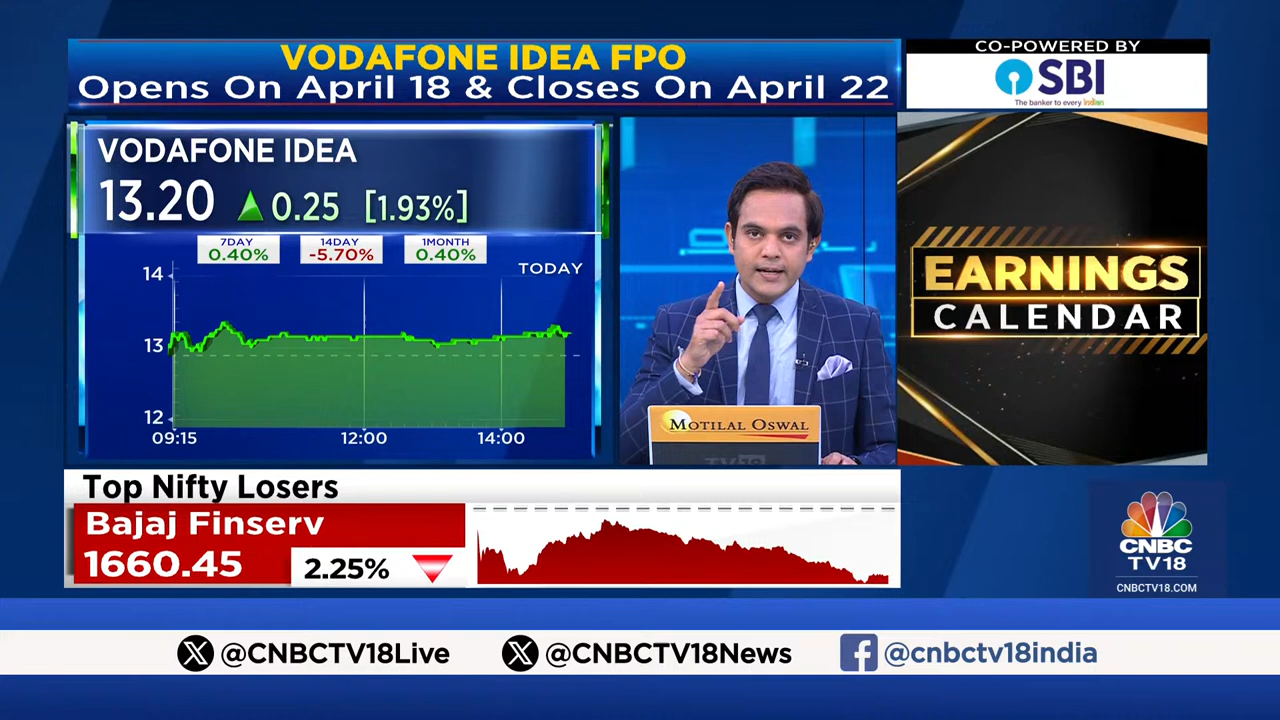 VODAFONE IDEA FPO
Opens On April 18 & Closes On April 22
CO-POWERED BY
SBI
The banker to every Indian
VODAFONE IDEA
13.20 ▲ 0.25 [1.93%]
7DAY 14DAY 1MONTH
0.40% -5.70% 0.40%
TODAY
14
13
12
09:15 12:00 14:00
MOTILAL OSWAL
TV18
EARNINGS
CALENDAR
Top Nifty Losers
Bajaj Finserv
1660.45 2.25%
CNBC
TV18
CNBCTV18.COM
@CNBCTV18Live @CNBCTV18News @cnbctv18india